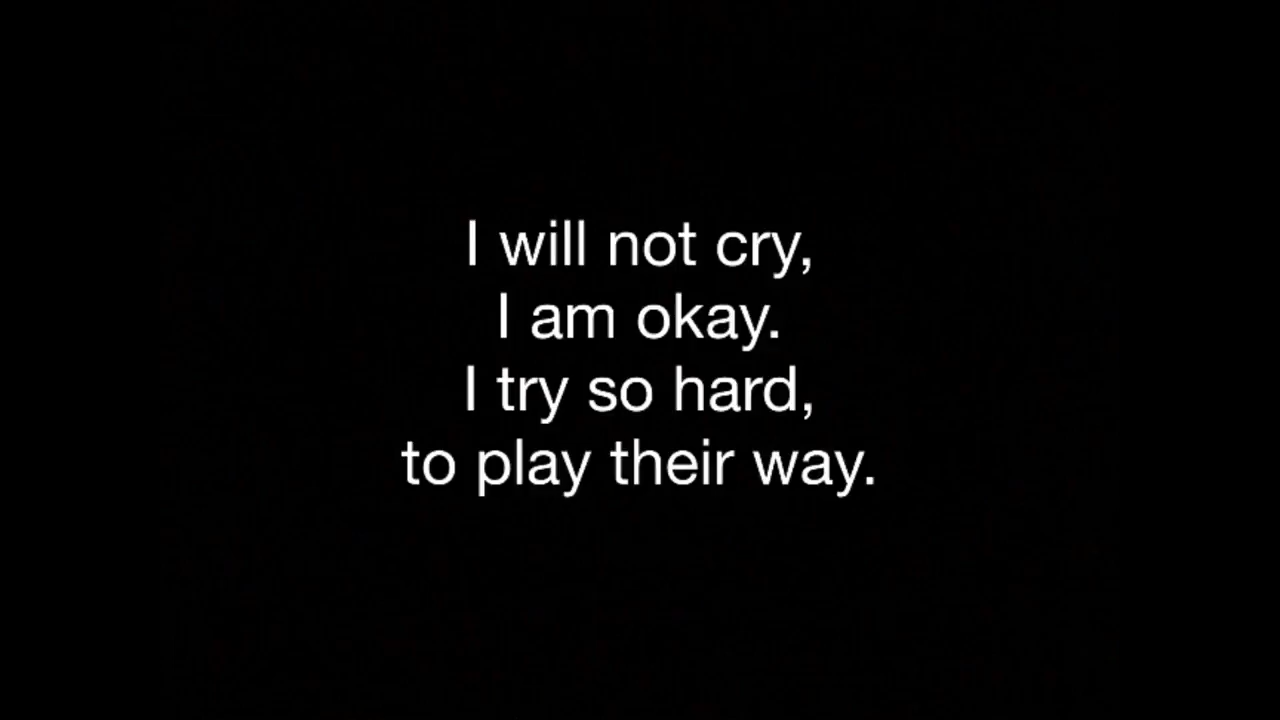 I will not cry,
I am okay.
I try so hard,
to play their way.